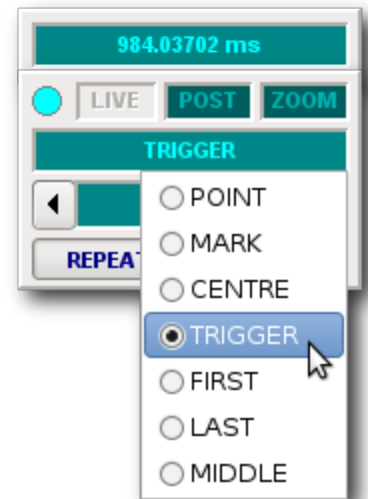 984.03702 ms
LIVE POST ZOOM
TRIGGER
POINT
MARK
REPEAT
CENTRE
TRIGGER
FIRST
LAST
MIDDLE